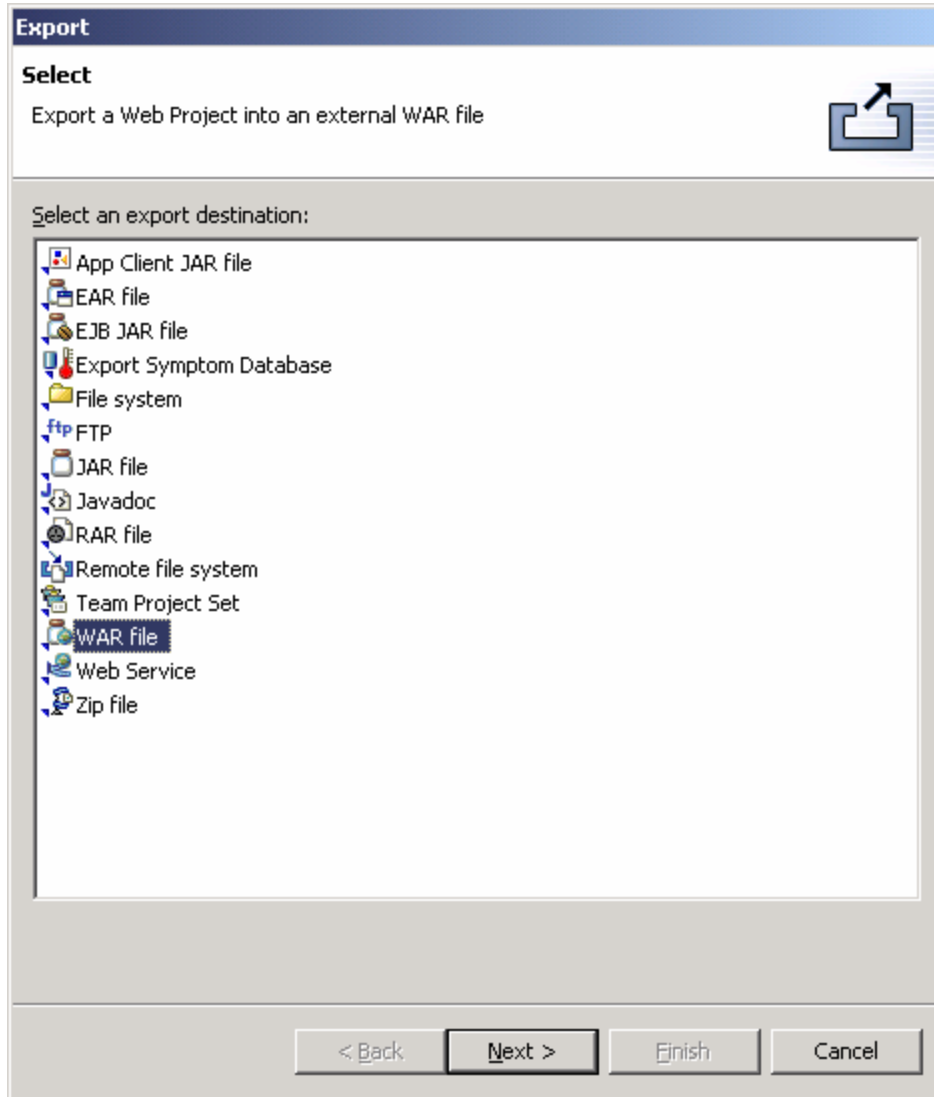 Export
Select
Export a Web Project into an external WAR file
Select an export destination:
App Client JAR file
EAR file
EJB JAR file
Export Symptom Database
File system
ftp FTP
JAR file
Javadoc
RAR file
Remote file system
Team Project Set
WAR file
Web Service
Zip file
< Back Next > Finish Cancel